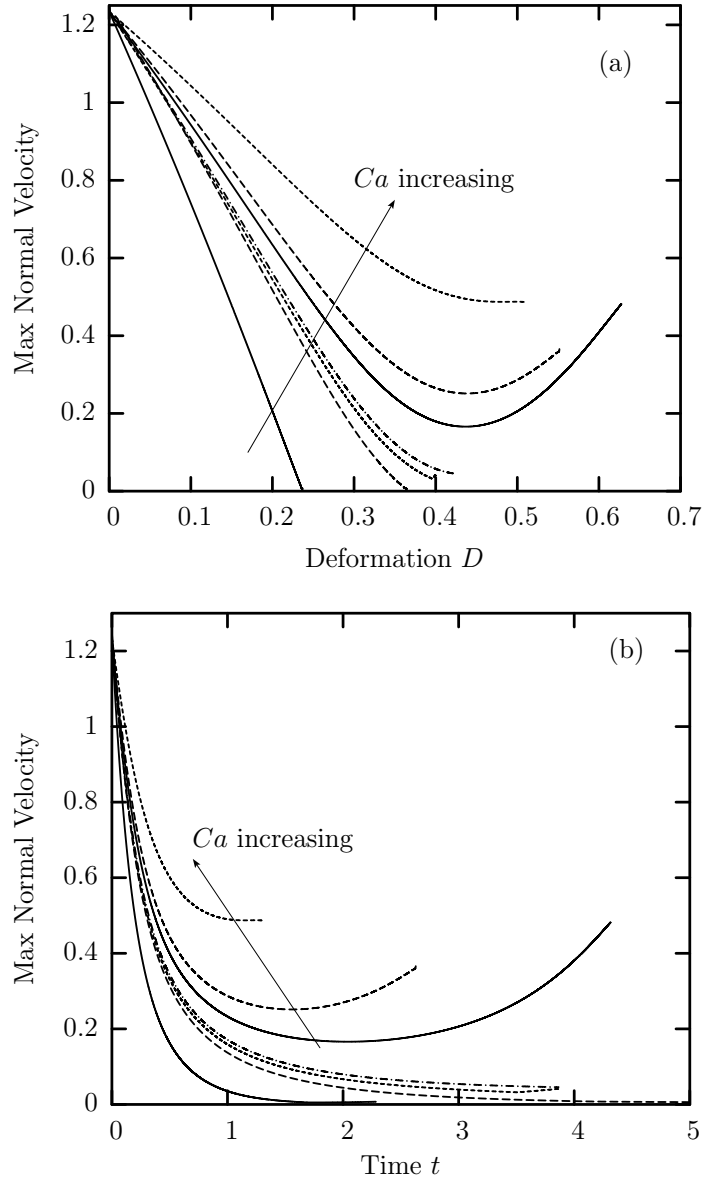 1.2
1
0.8
0.6
0.4
0.2
0
Max Normal Velocity
(a)
Ca increasing
0 0.1 0.2 0.3 0.4 0.5 0.6 0.7
Deformation D
1.2
1
0.8
0.6
0.4
0.2
0
Max Normal Velocity
(b)
Ca increasing
0 1 2 3 4 5
Time t